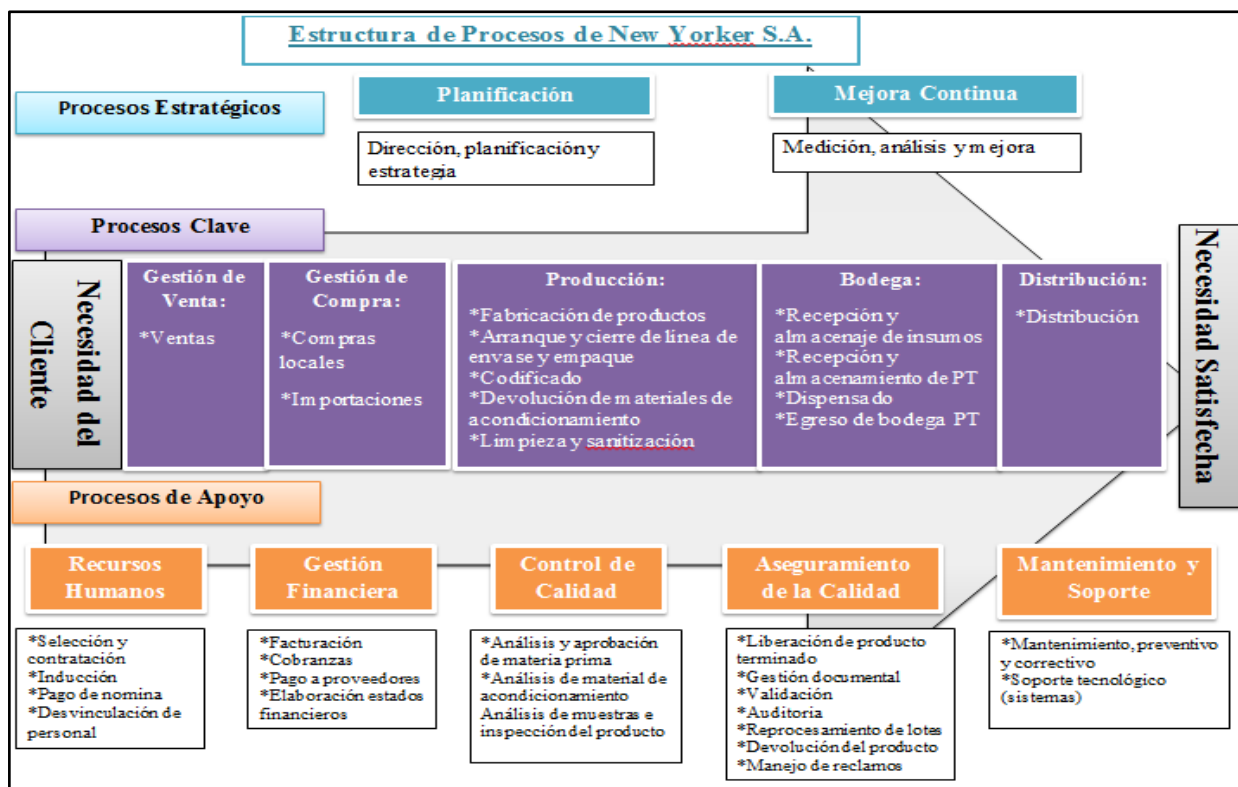 Estructura de Procesos de New Yorker S.A.
Procesos Estratégicos
Planificación
Mejora Continua
Dirección, planificación y
estrategia
Medición, análisis y mejora
Procesos Clave
Necesidad del
Cliente
Gestión de
Venta:
*Ventas
Gestión de
Compra:
*Compras
locales
*Importaciones
Producción:
*Fabricación de productos
*Arranque y cierre de línea de
envase y empaque
*Codificado
*Devolución de materiales de
acondicionamiento
*Limpieza y sanitización
Bodega:
*Recepción y
almacenaje de insumos
*Recepción y
almacenamiento de PT
*Dispensado
*Egreso de bodega PT
Distribución:
*Distribución
Necesidad Satisfecha
Procesos de Apoyo
Recursos
Humanos
*Selección y
contratación
*Inducción
*Pago de nomina
*Desvinculación de
personal
Gestión
Financiera
*Facturación
*Cobranzas
*Pago a proveedores
*Elaboración estados
financieros
Control de
Calidad
*Análisis y aprobación
de materia prima
*Análisis de material de
acondicionamiento
Análisis de muestras e
inspección del producto
Aseguramiento
de la Calidad
*Liberación de producto
terminado
*Gestión documental
*Validación
*Auditoria
*Reprocesamiento de lotes
*Devolución del producto
*Manejo de reclamos
Mantenimiento y
Soporte
*Mantenimiento, preventivo
y correctivo
*Soporte tecnológico
(sistemas)